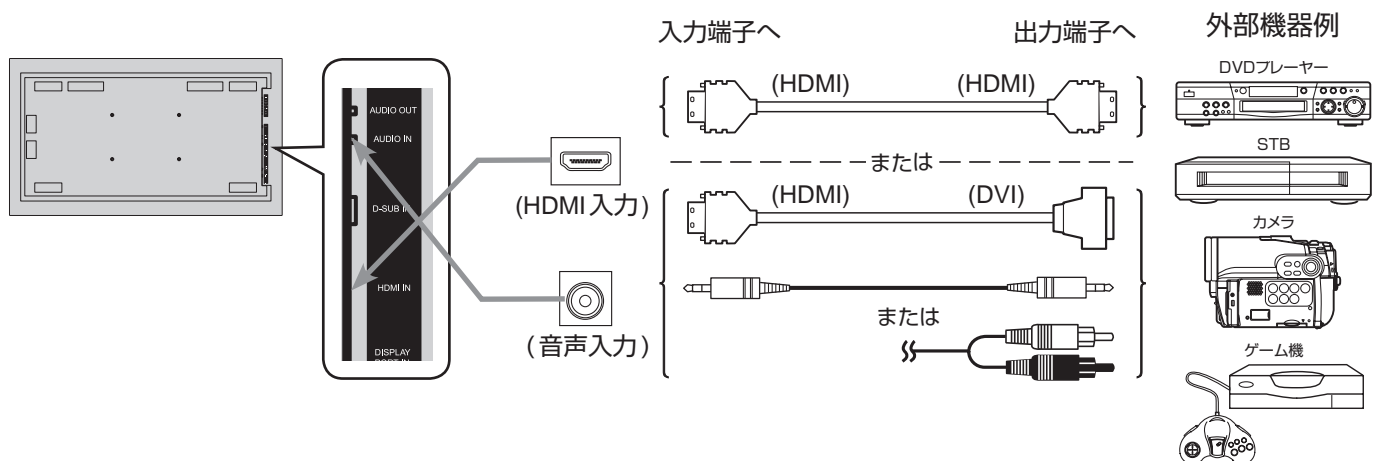 入力端子へ
出力端子へ
外部機器例
AUDIO OUT
AUDIO IN
D-SUB IN
HDMI IN
DISPLAY
PORT IN
(HDMI入力)
(音声入力)
(HDMI)
(HDMI)
または
(HDMI)
(DVI)
または
DVDプレーヤー
STB
カメラ
ゲーム機